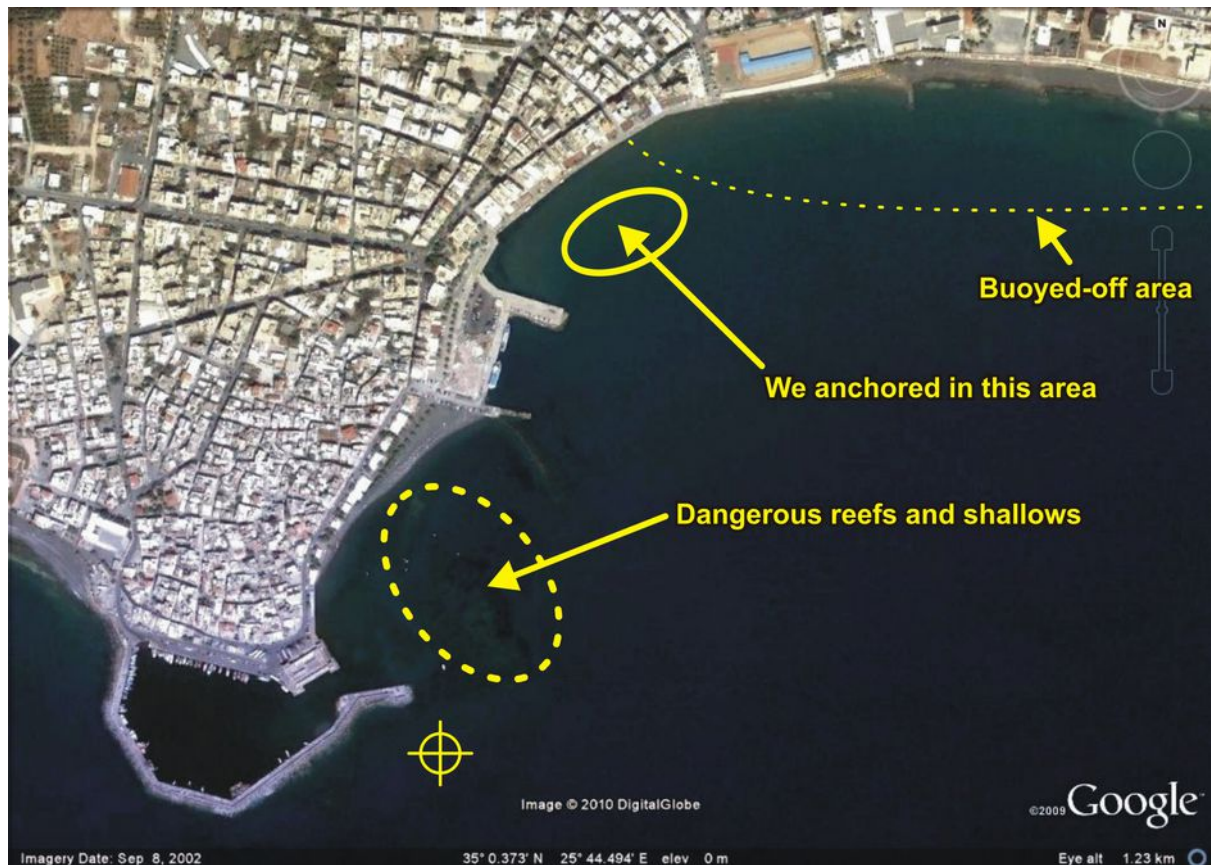 N
Buoyed-off area
We anchored in this area
Dangerous reefs and shallows
Image © 2010 DigitalGlobe
©2009 Google
Imagery Date: Sep 8, 2002 35° 0.373' N 25° 44.494' E elev 0 m Eye alt 1.23 km